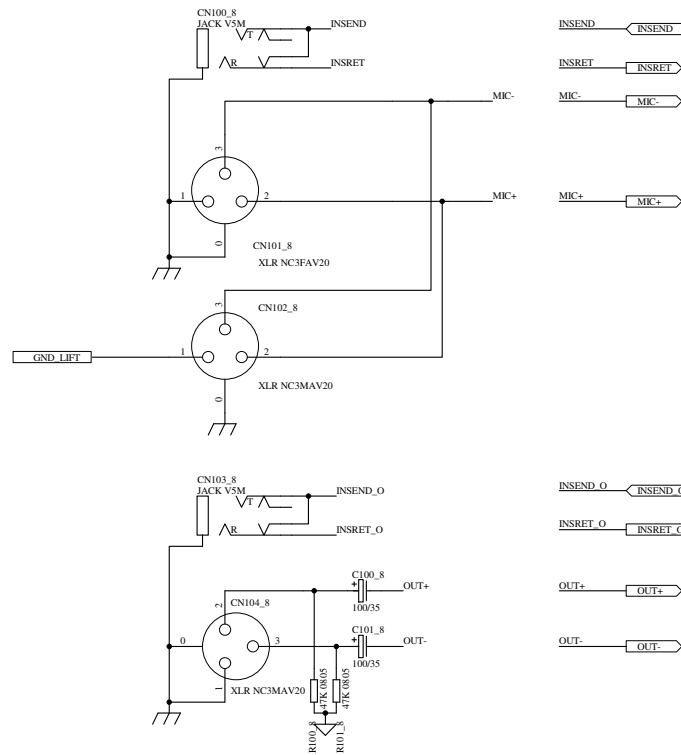 CN100_8
JACK V5M
T
INSEND
R
INSRET
INSEND
INSEND
INSRET
INSRET
MIC-
MIC-
MIC-
3
1
2
MIC+
MIC+
MIC+
0
CN101_8
XLR NC3FAV20
3
CN102_8
GND_LIFT
1
2
0
XLR NC3MAV20
CN103_8
JACK V5M
T
INSEND_O
R
INSRET_O
INSEND_O
INSEND_O
INSRET_O
INSRET_O
C100_8
+
OUT+
100/35
OUT+
OUT+
2
CN104_8
0
3
C101_8
+
OUT-
100/35
OUT-
OUT-
1
XLR NC3MAV20
47K 0805
47K 0805
R100_8
R101_8